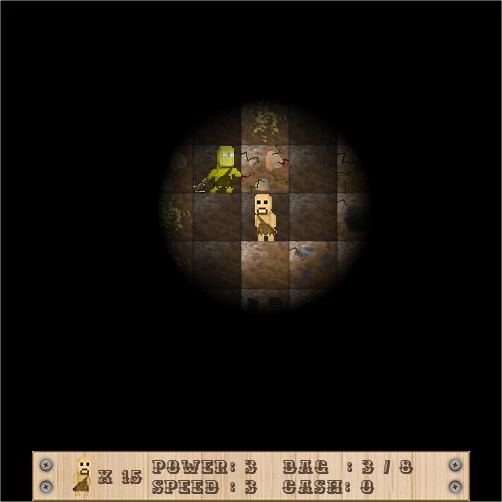 POWER: 3 BAG : 3 / 8
X 15
SPEED : 3 CASH: 0